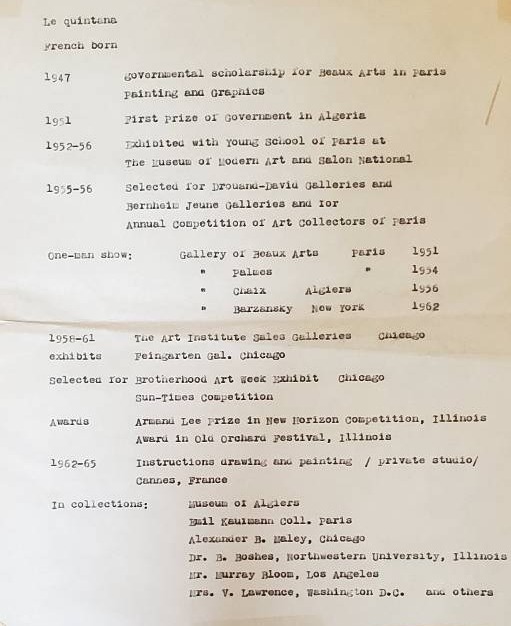 Le quintana
French born
1947 governmental scholarship for Beaux Arts in Paris
Painting and Graphics
1951 First prize of Government in Algeria
1952-56 Exhibited with Young School of Paris at
The Museum of Modern Art and Salon National
1955-56 Selected for Drouand-David Galleries and
Bernheim Jeune Galleries and Ior
Annual Competition of Art Collectors of Paris
One-man show: Gallery of Beaux Arts Paris 1951
" Palmes " 1954
" Chaix Algiers 1956
" Barzansky New York 1962
1958-61 The Art Institute Sales Galleries Chicago
exhibits Feingarten Gal. Chicago
Selected for Brotherhood Art Week Exhibit Chicago
Sun-Times Competition
Awards Armand Lee Prize in New Horizon Competition, Illinois
Award in Old Orchard Festival, Illinois
1962-65 Instructions drawing and painting / private studio/
Cannes, France
In collections: Museum of Algiers
Emil Kaufmann Coll. Paris
Alexander B. Maley, Chicago
Dr. B. Boshes, Northwestern University, Illinois
Mr. Murray Bloom, Los Angeles
Mrs. V. Lawrence, Washington D.C. and others